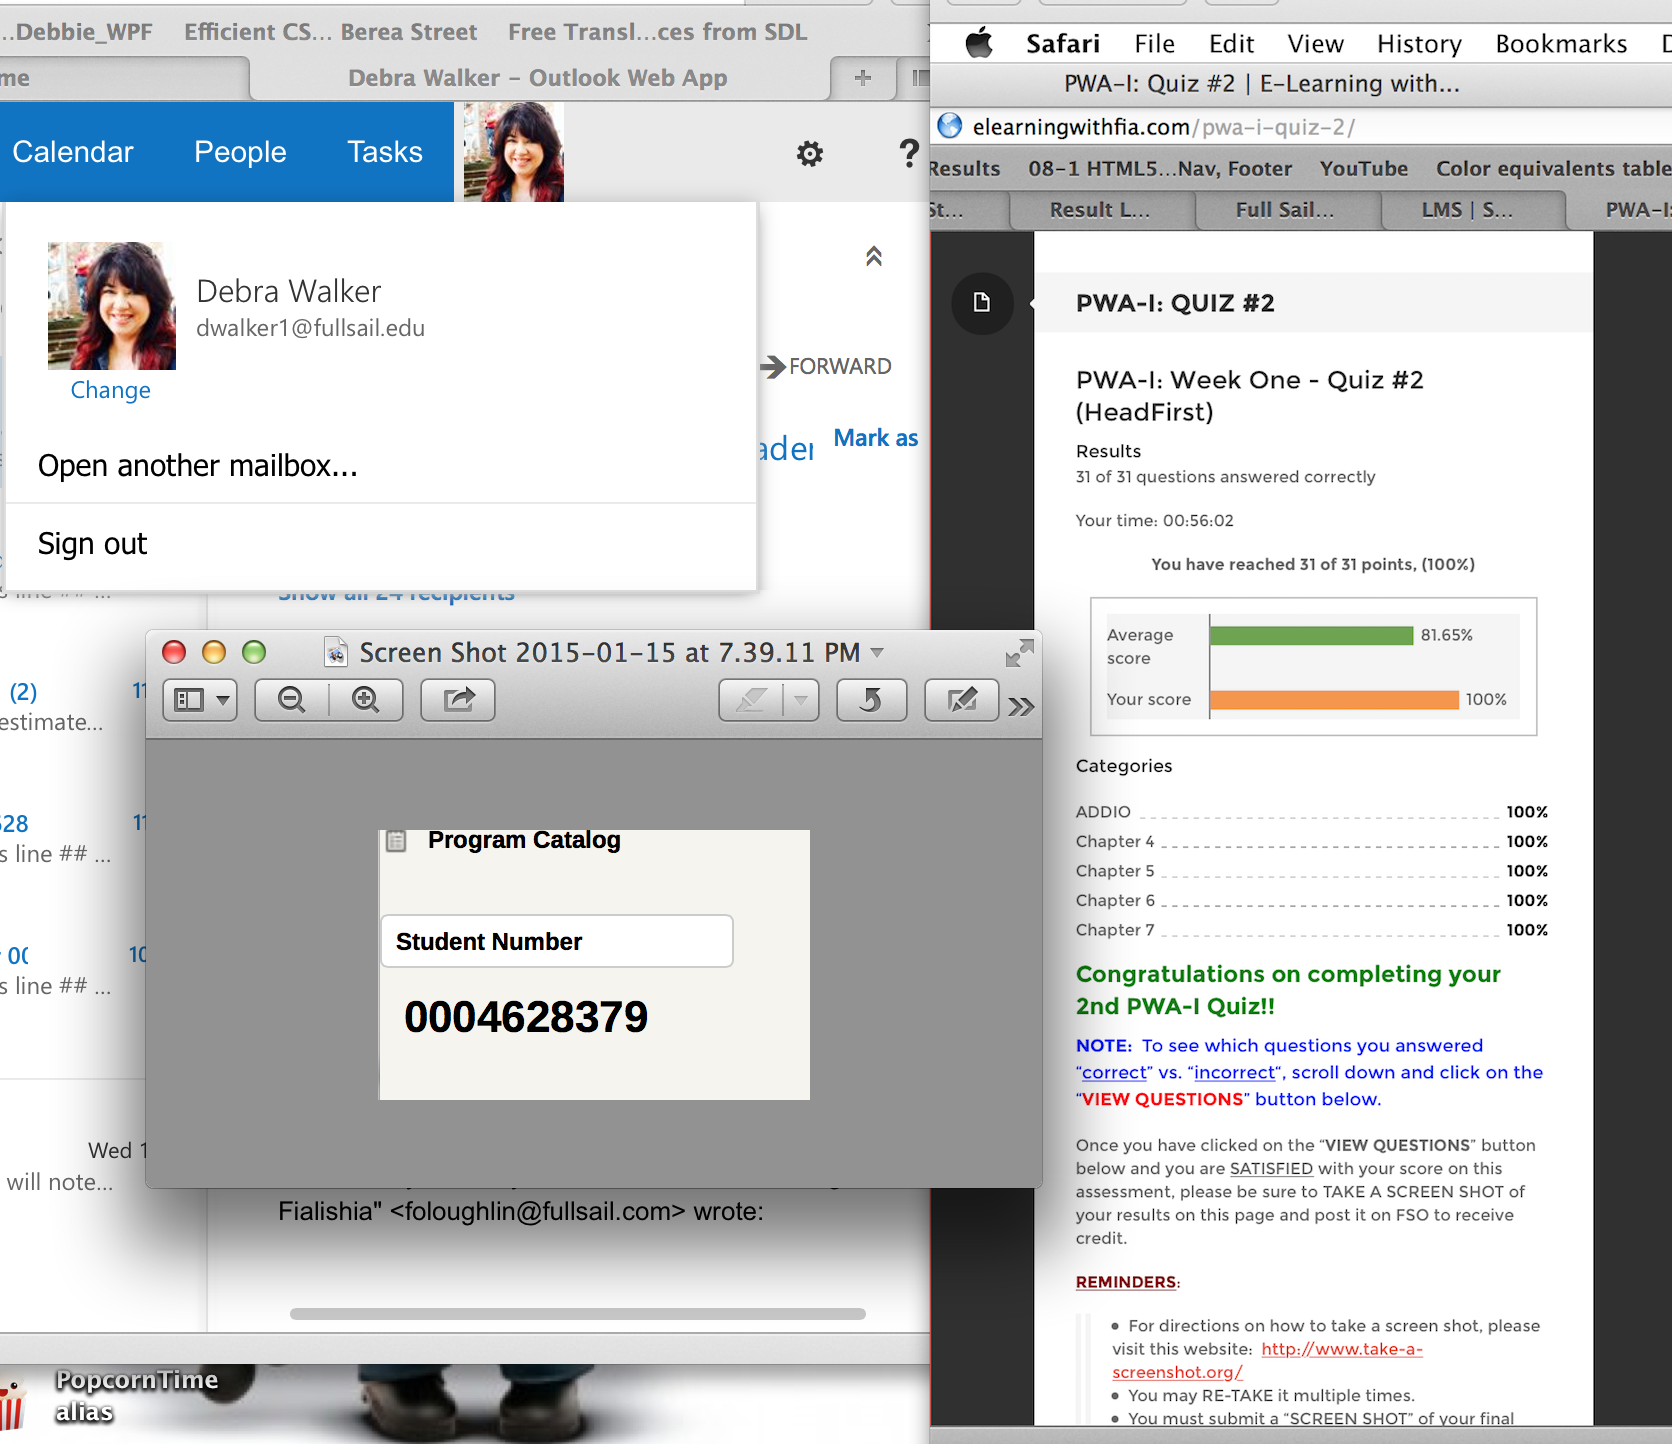 ...Debbie_WPF Efficient CS... Berea Street Free Transl...ces from SDL
me Debra Walker – Outlook Web App +
Calendar People Tasks ?
Debra Walker
dwalker1@fullsail.edu
Change
FORWARD
Mark as
Open another mailbox...
Sign out
Show all 24 recipients
(2) 11
estimate...
628 11
s line ## ...
s line ## ...
Wed 1
will note...
Screen Shot 2015-01-15 at 7.39.11 PM
Program Catalog
Student Number
0004628379
Fialishia" <foloughlin@fullsail.com> wrote:
PopcornTime
alias
Safari File Edit View History Bookmarks
PWA-I: Quiz #2 | E-Learning with...
elearningwithfia.com/pwa-i-quiz-2/
Results 08-1 HTML5...Nav, Footer YouTube Color equivalents table
St... Result L... Full Sail... LMS | S... PWA-I:
PWA-I: QUIZ #2
PWA-I: Week One - Quiz #2
(HeadFirst)
Results
31 of 31 questions answered correctly
Your time: 00:56:02
You have reached 31 of 31 points, (100%)
Average score 81.65%
Your score 100%
Categories
ADDIO 100%
Chapter 4 100%
Chapter 5 100%
Chapter 6 100%
Chapter 7 100%
Congratulations on completing your
2nd PWA-I Quiz!!
NOTE: To see which questions you answered
“correct” vs. “incorrect“, scroll down and click on the
“VIEW QUESTIONS” button below.
Once you have clicked on the “VIEW QUESTIONS” button
below and you are SATISFIED with your score on this
assessment, please be sure to TAKE A SCREEN SHOT of
your results on this page and post it on FSO to receive
credit.
REMINDERS:
• For directions on how to take a screen shot, please
visit this website: http://www.take-a-
screenshot.org/
• You may RE-TAKE it multiple times.
• You must submit a “SCREEN SHOT” of your final